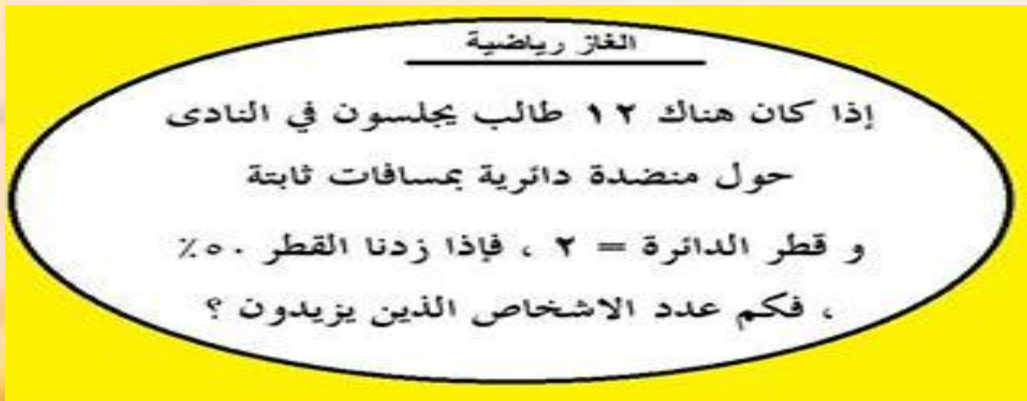 الغاز رياضية
إذا كان هناك ١٢ طالب يجلسون في النادى
حول منضدة دائرية بمسافات ثابتة
و قطر الدائرة = ٢ ، فإذا زدنا القطر ٥٠٪
، فكم عدد الاشخاص الذين يزيدون ؟